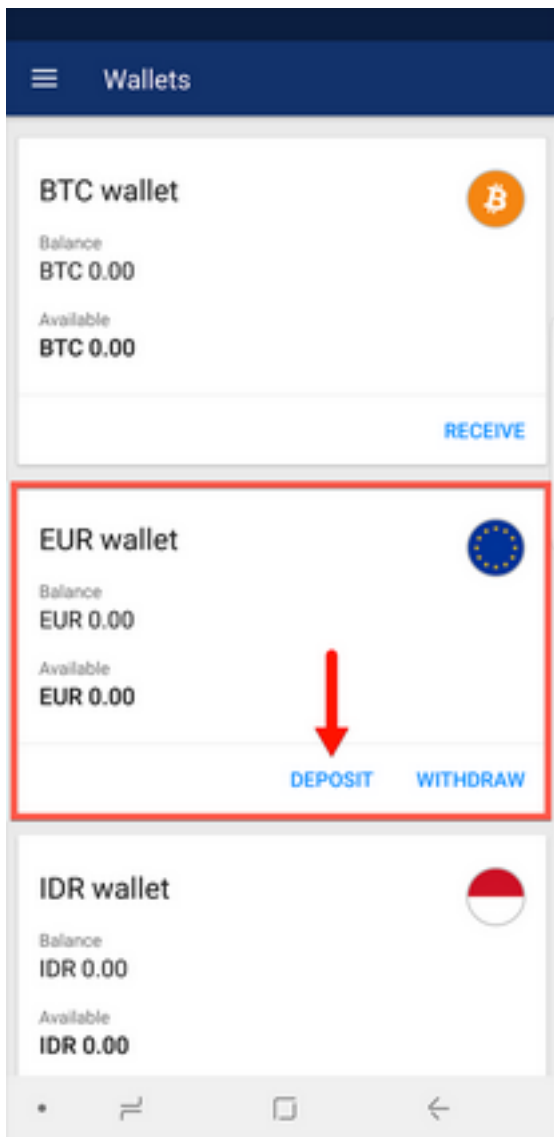 Wallets
BTC wallet
Balance
BTC 0.00
Available
BTC 0.00
RECEIVE
EUR wallet
Balance
EUR 0.00
Available
EUR 0.00
DEPOSIT WITHDRAW
IDR wallet
Balance
IDR 0.00
Available
IDR 0.00